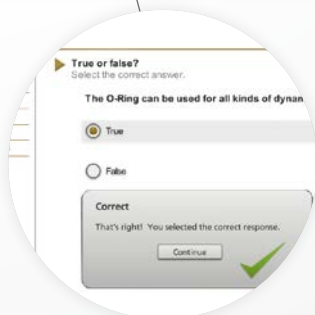 True or false?
Select the correct answer.
The O-Ring can be used for all kinds of
True
False
Correct
That's right! You selected the correct response.
Continue